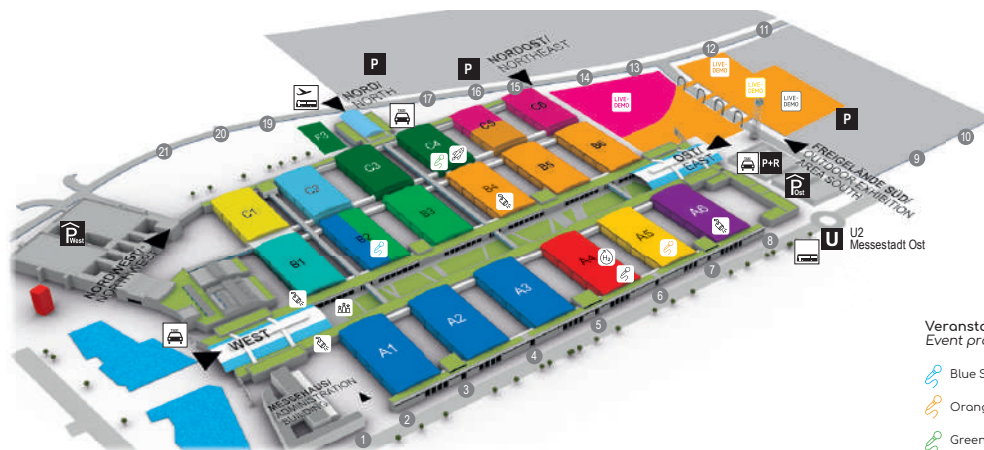 11
12
LIVE-
DEMO
LIVE-
DEMO
LIVE-
DEMO
LIVE-
DEMO
P
NORDOST/
NORTHEAST
13
14
15
16
17
P
NORD/
NORTH
TAXI
19
20
21
F3
C6
C5
C4
C3
C2
C1
B6
B5
B4
B3
B2
B1
P
10
9
FREIGELÄNDE SÜD/
OUTDOOR EXHIBITION
AREA SOUTH
OST/
EAST
TAXI
P+R
P
Ost
P
West
NORDWEST/
NORTHWEST
A6
A5
A4
H₂
A3
A2
A1
8
7
6
5
4
3
2
1
U
U2
Messestadt Ost
TAXI
WEST
MESSEHAUS/
ADMINISTRATION
BUILDING
Veransta
Event pro
Blue S
Orang
Green